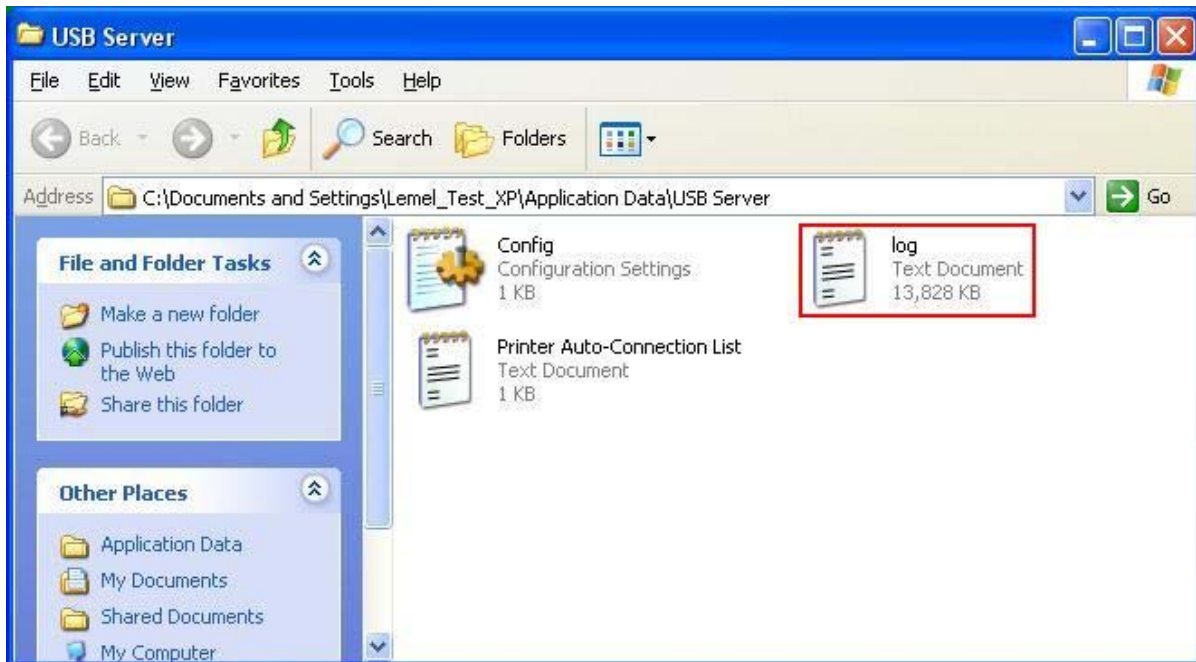 USB Server
File Edit View Favorites Tools Help
Back Search Folders
Address C:\Documents and Settings\Lemel_Test_XP\Application Data\USB Server Go
File and Folder Tasks
Make a new folder
Publish this folder to
the Web
Share this folder
Other Places
Application Data
My Documents
Shared Documents
My Computer
Config
Configuration Settings
1 KB
log
Text Document
13,828 KB
Printer Auto-Connection List
Text Document
1 KB